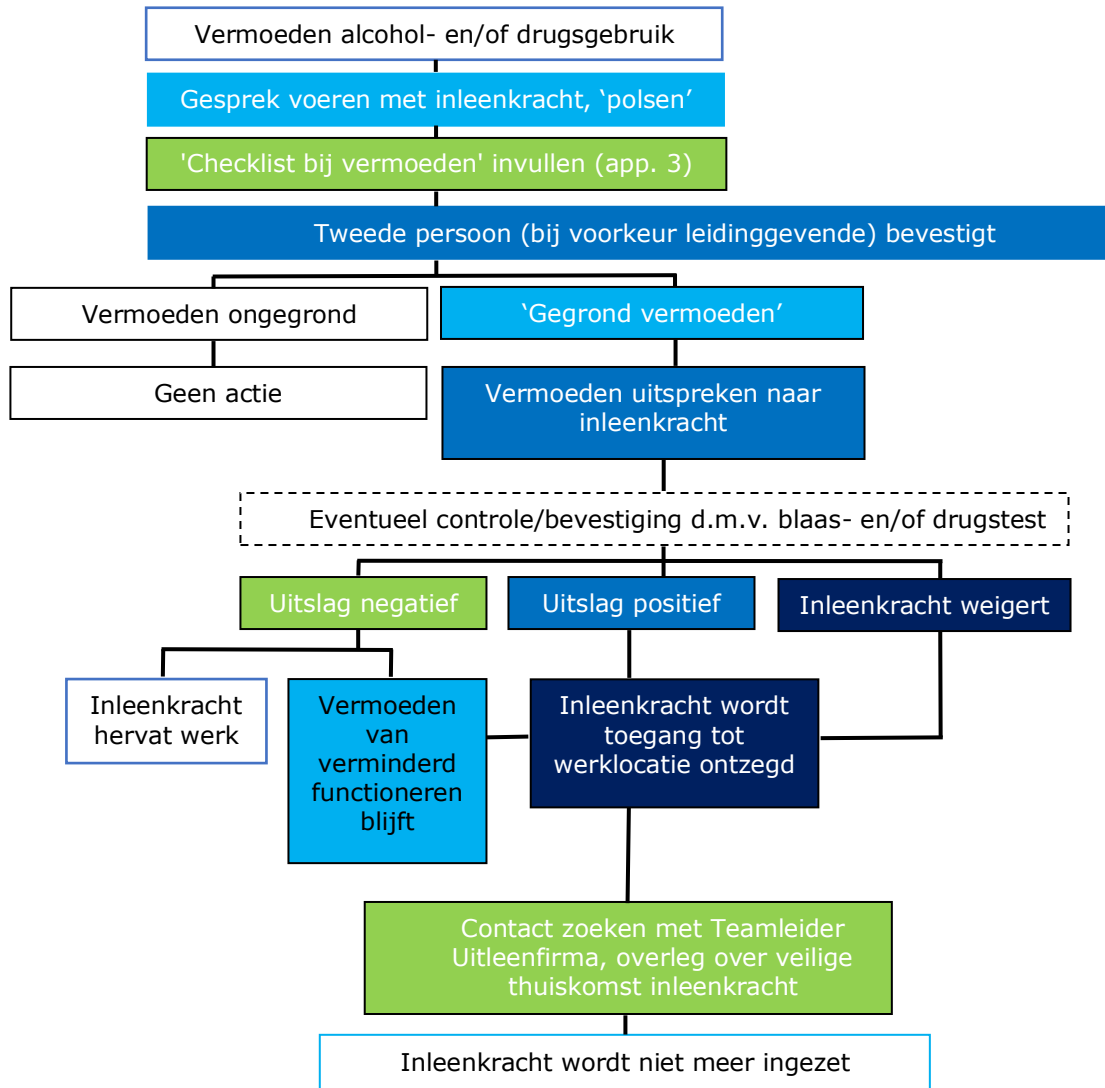 Vermoeden alcohol- en/of drugsgebruik
Gesprek voeren met inleenkracht, ‘polsen’
'Checklist bij vermoeden' invullen (app. 3)
Tweede persoon (bij voorkeur leidinggevende) bevestigt
Vermoeden ongegrond
‘Gegrond vermoeden’
Geen actie
Vermoeden uitspreken naar
inleenkracht
Eventueel controle/bevestiging d.m.v. blaas- en/of drugstest
Uitslag negatief
Uitslag positief
Inleenkracht weigert
Inleenkracht
hervat werk
Vermoeden
van
verminderd
functioneren
blijft
Inleenkracht wordt
toegang tot
werklocatie ontzegd
Contact zoeken met Teamleider
Uitleenfirma, overleg over veilige
thuiskomst inleenkracht
Inleenkracht wordt niet meer ingezet